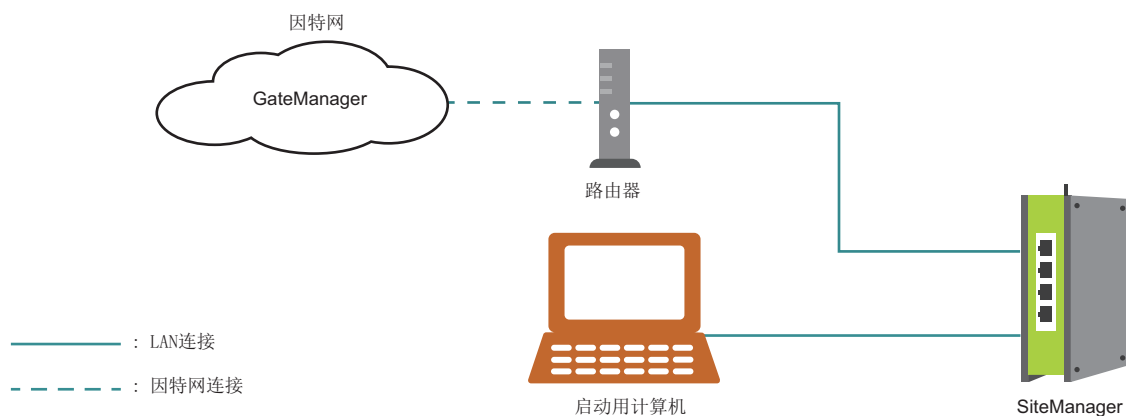 因特网
GateManager
路由器
: LAN连接
: 因特网连接
启动用计算机
SiteManager